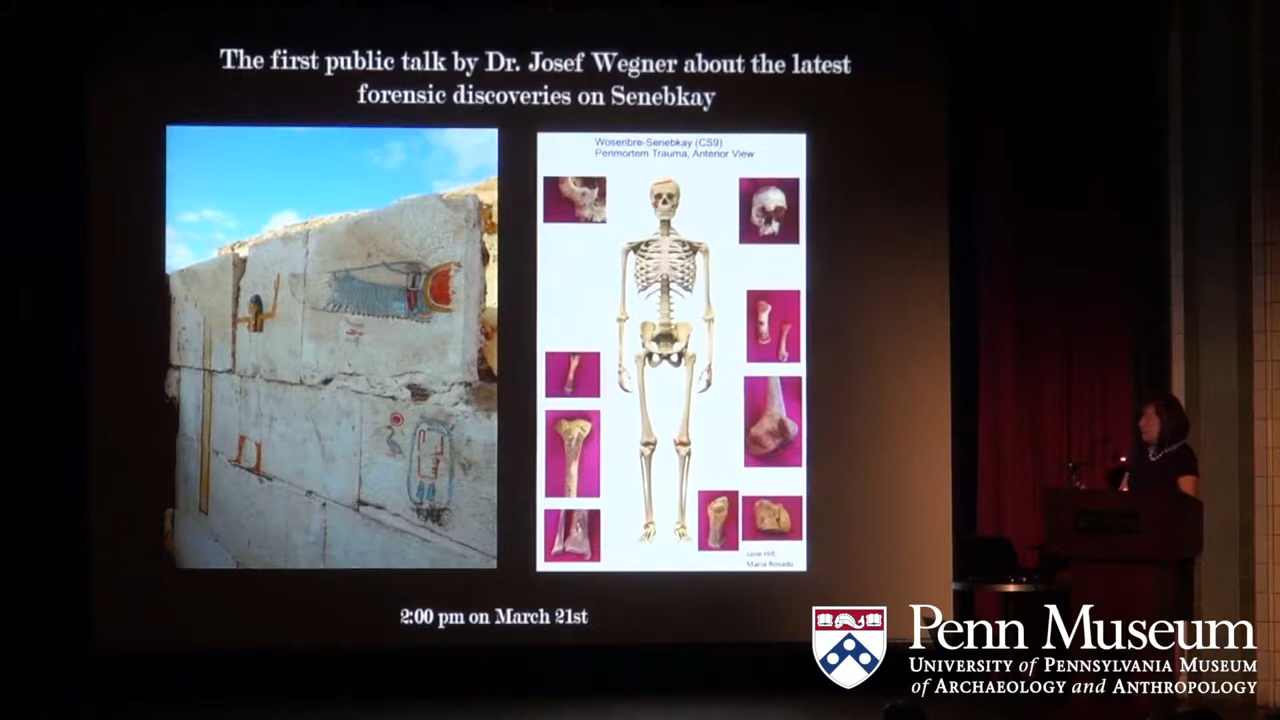 The first public talk by Dr. Josef Wegner about the latest
forensic discoveries on Senebkay
Woseribre-Senebkay (CS9)
Perimortem Trauma, Anterior View
Jane Hill
Maria Rosado
2:00 pm on March 21st
Penn Museum
UNIVERSITY of PENNSYLVANIA MUSEUM
of ARCHAEOLOGY and ANTHROPOLOGY